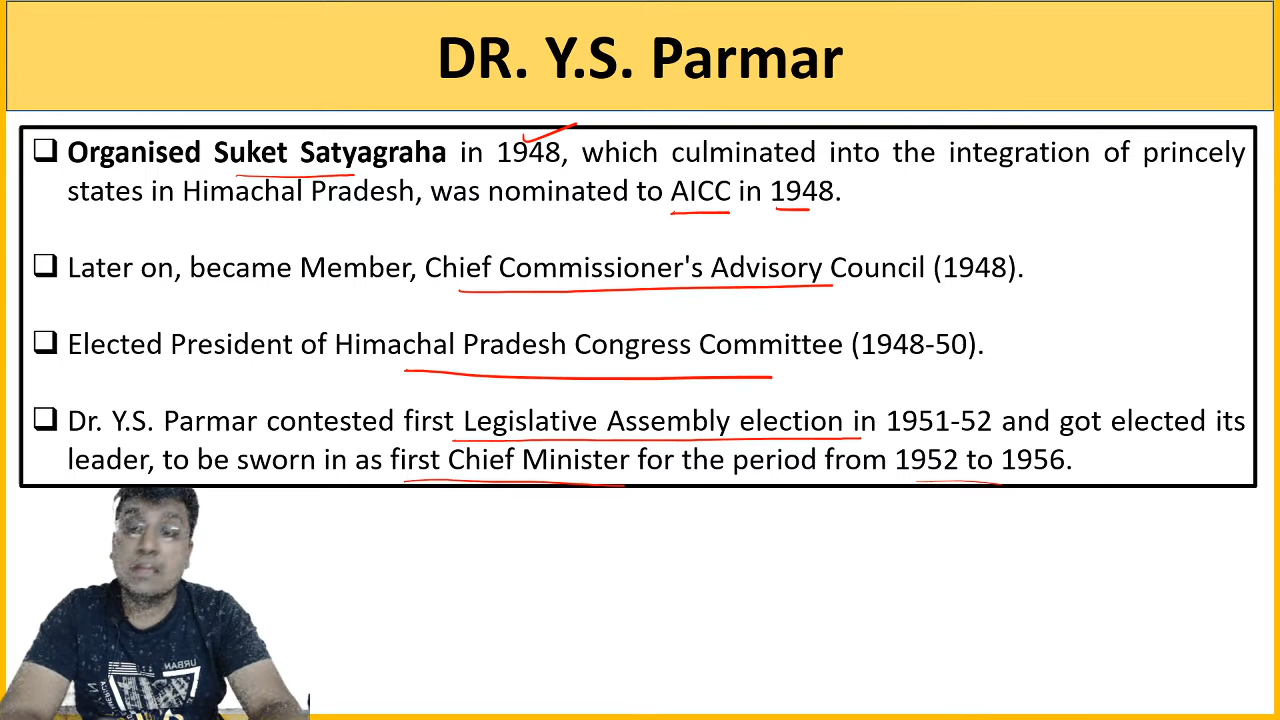 DR. Y.S. Parmar
Organised Suket Satyagraha in 1948, which culminated into the integration of princely
states in Himachal Pradesh, was nominated to AICC in 1948.
Later on, became Member, Chief Commissioner's Advisory Council (1948).
Elected President of Himachal Pradesh Congress Committee (1948-50).
Dr. Y.S. Parmar contested first Legislative Assembly election in 1951-52 and got elected its
leader, to be sworn in as first Chief Minister for the period from 1952 to 1956.
URBAN